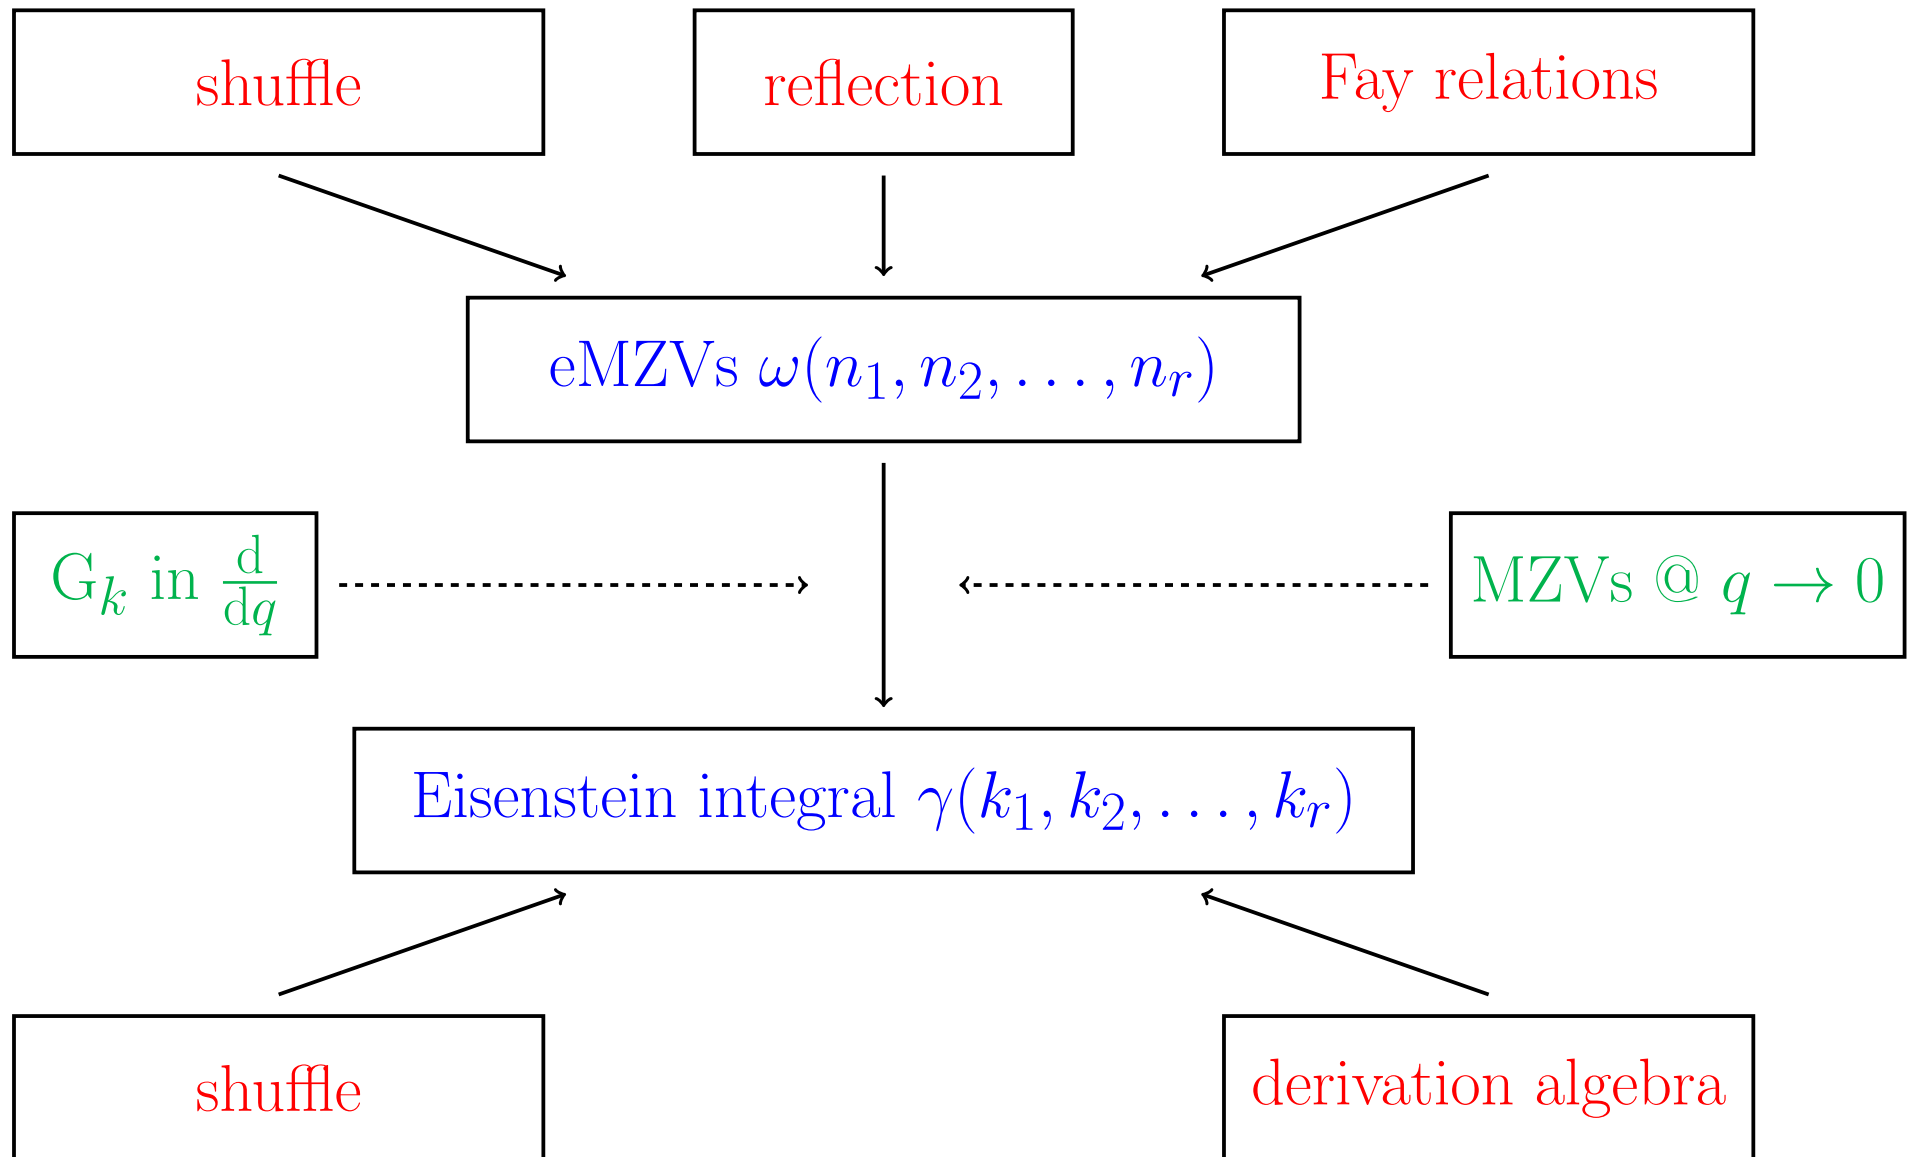 shuffle
reflection
Fay relations
eMZVs ω(n₁, n₂, . . . , nᵣ)
Gₖ in d/dq
MZVs @ q → 0
Eisenstein integral γ(k₁, k₂, . . . , kᵣ)
shuffle
derivation algebra